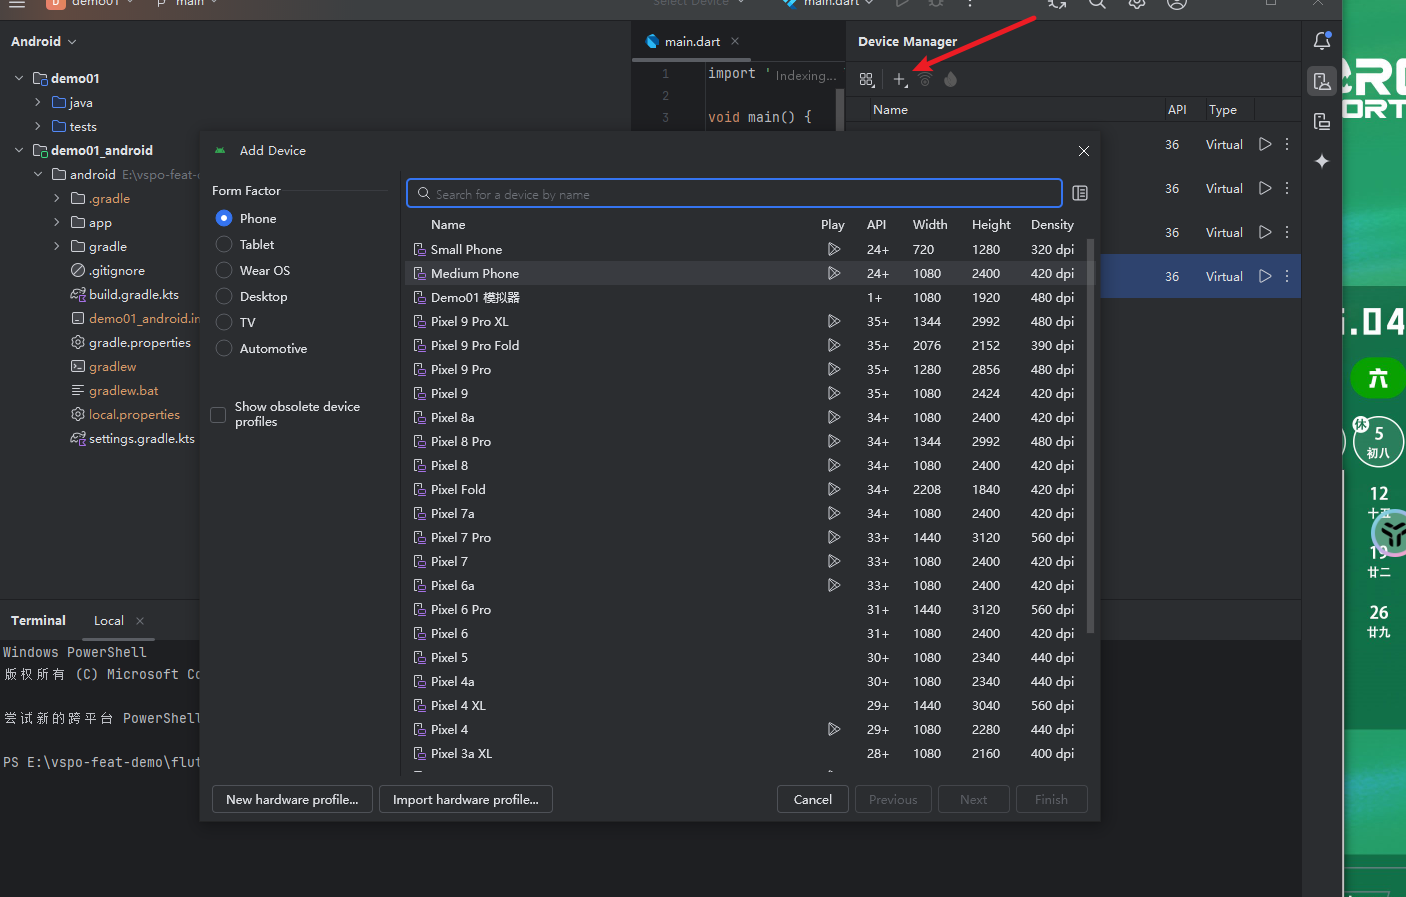 demo01
main
Select Device
main.dart
Android
demo01
java
tests
demo01_android
android E:\vspo-feat-
.gradle
app
gradle
.gitignore
build.gradle.kts
demo01_android.in
gradle.properties
gradlew
gradlew.bat
local.properties
settings.gradle.kts
main.dart
1 import ' Indexing...
2
3 void main() {
Device Manager
Name API Type
36 Virtual
36 Virtual
36 Virtual
36 Virtual
Add Device
Form Factor
Phone
Tablet
Wear OS
Desktop
TV
Automotive
Show obsolete device
profiles
Search for a device by name
Name Play API Width Height Density
Small Phone 24+ 720 1280 320 dpi
Medium Phone 24+ 1080 2400 420 dpi
Demo01 模拟器 1+ 1080 1920 480 dpi
Pixel 9 Pro XL 35+ 1344 2992 480 dpi
Pixel 9 Pro Fold 35+ 2076 2152 390 dpi
Pixel 9 Pro 35+ 1280 2856 480 dpi
Pixel 9 35+ 1080 2424 420 dpi
Pixel 8a 34+ 1080 2400 420 dpi
Pixel 8 Pro 34+ 1344 2992 480 dpi
Pixel 8 34+ 1080 2400 420 dpi
Pixel Fold 34+ 2208 1840 420 dpi
Pixel 7a 34+ 1080 2400 420 dpi
Pixel 7 Pro 33+ 1440 3120 560 dpi
Pixel 7 33+ 1080 2400 420 dpi
Pixel 6a 33+ 1080 2400 420 dpi
Pixel 6 Pro 31+ 1440 3120 560 dpi
Pixel 6 31+ 1080 2400 420 dpi
Pixel 5 30+ 1080 2340 440 dpi
Pixel 4a 30+ 1080 2340 440 dpi
Pixel 4 XL 29+ 1440 3040 560 dpi
Pixel 4 29+ 1080 2280 440 dpi
Pixel 3a XL 28+ 1080 2160 400 dpi
New hardware profile...
Import hardware profile...
Cancel
Previous
Next
Finish
Terminal
Local
Windows PowerShell
版权所有 (C) Microsoft Co
尝试新的跨平台 PowerShell
PS E:\vspo-feat-demo\flut
.04
六
休
5
初八
12
十五
19
廿二
26
廿九